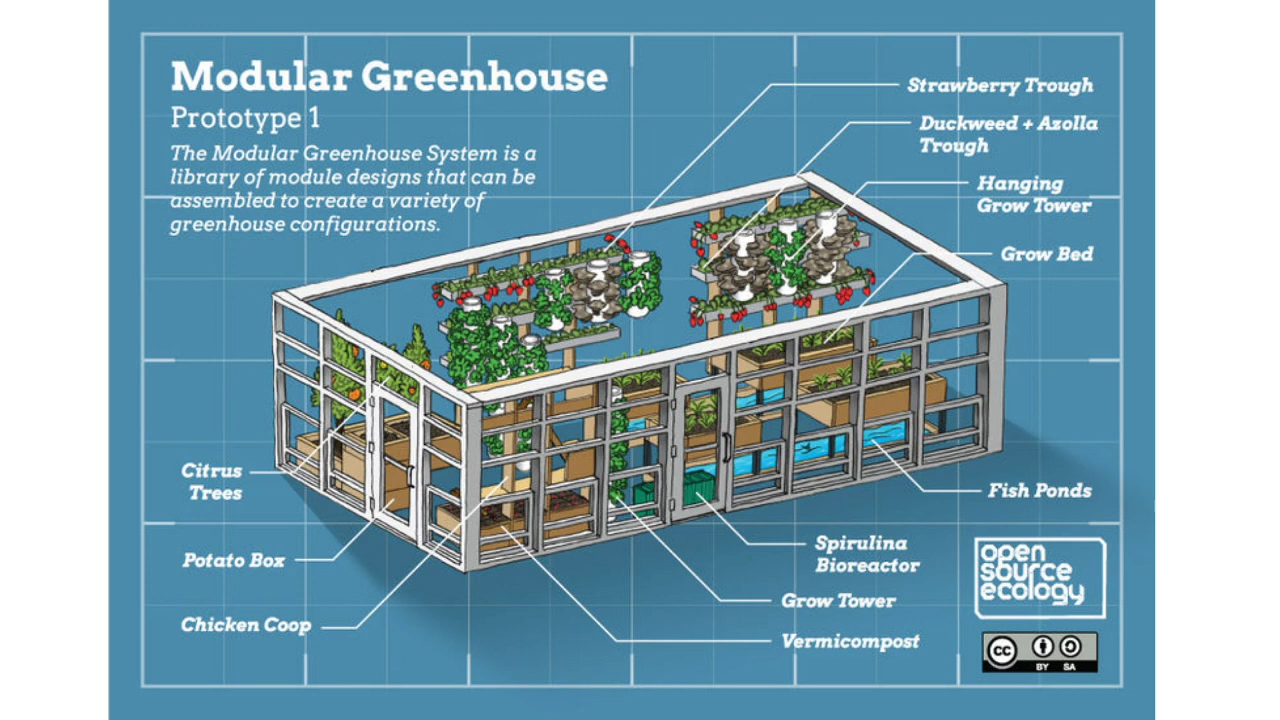 Modular Greenhouse
Prototype 1
The Modular Greenhouse System is a
library of module designs that can be
assembled to create a variety of
greenhouse configurations.
Strawberry Trough
Duckweed + Azolla
Trough
Hanging
Grow Tower
Grow Bed
Citrus
Trees
Potato Box
Chicken Coop
Fish Ponds
Spirulina
Bioreactor
Grow Tower
Vermicompost
open
source
ecology
cc
BY SA